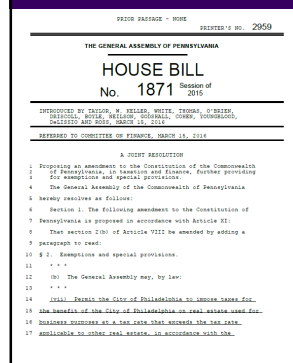 PRIOR PASSAGE - NONE
PRINTER'S NO. 2959
THE GENERAL ASSEMBLY OF PENNSYLVANIA
HOUSE BILL
No. 1871 Session of 2015
INTRODUCED BY TAYLOR, W. KELLER, WHITE, THOMAS, O'BRIEN,
DRISCOLL, BOYLE, NEILSON, GODSHALL, COHEN, YOUNGBLOOD,
DeLISSIO AND ROSS, MARCH 15, 2016
REFERRED TO COMMITTEE ON FINANCE, MARCH 15, 2016
A JOINT RESOLUTION
1 Proposing an amendment to the Constitution of the Commonwealth
2 of Pennsylvania, in taxation and finance, further providing
3 for exemptions and special provisions.
4 The General Assembly of the Commonwealth of Pennsylvania
5 hereby resolves as follows:
6 Section 1. The following amendment to the Constitution of
7 Pennsylvania is proposed in accordance with Article XI:
8 That section 2(b) of Article VIII be amended by adding a
9 paragraph to read:
10 § 2. Exemptions and special provisions.
11 * * *
12 (b) The General Assembly may, by law:
13 * * *
14 (vii) Permit the City of Philadelphia to impose taxes for
15 the benefit of the City of Philadelphia on real estate used for
16 business purposes at a tax rate that exceeds the tax rate
17 applicable to other real estate, in accordance with the